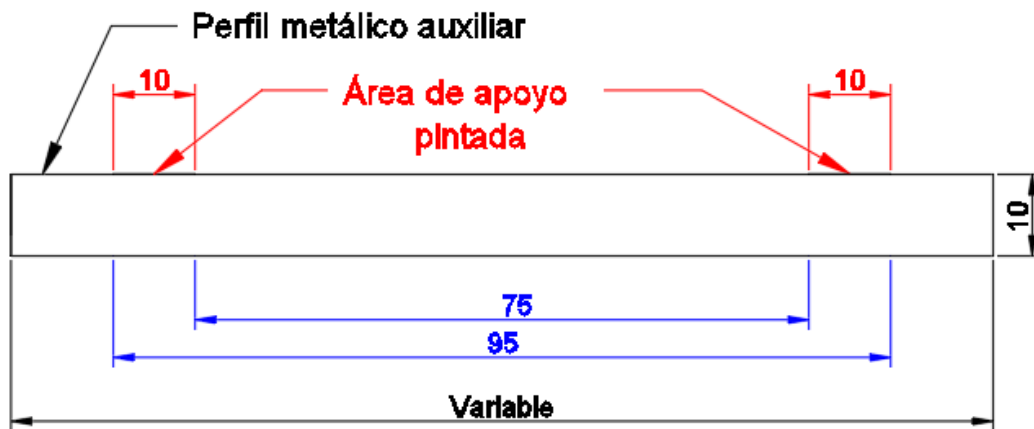 Perfil metálico auxiliar
10
Área de apoyo
pintada
10
10
75
95
Variable